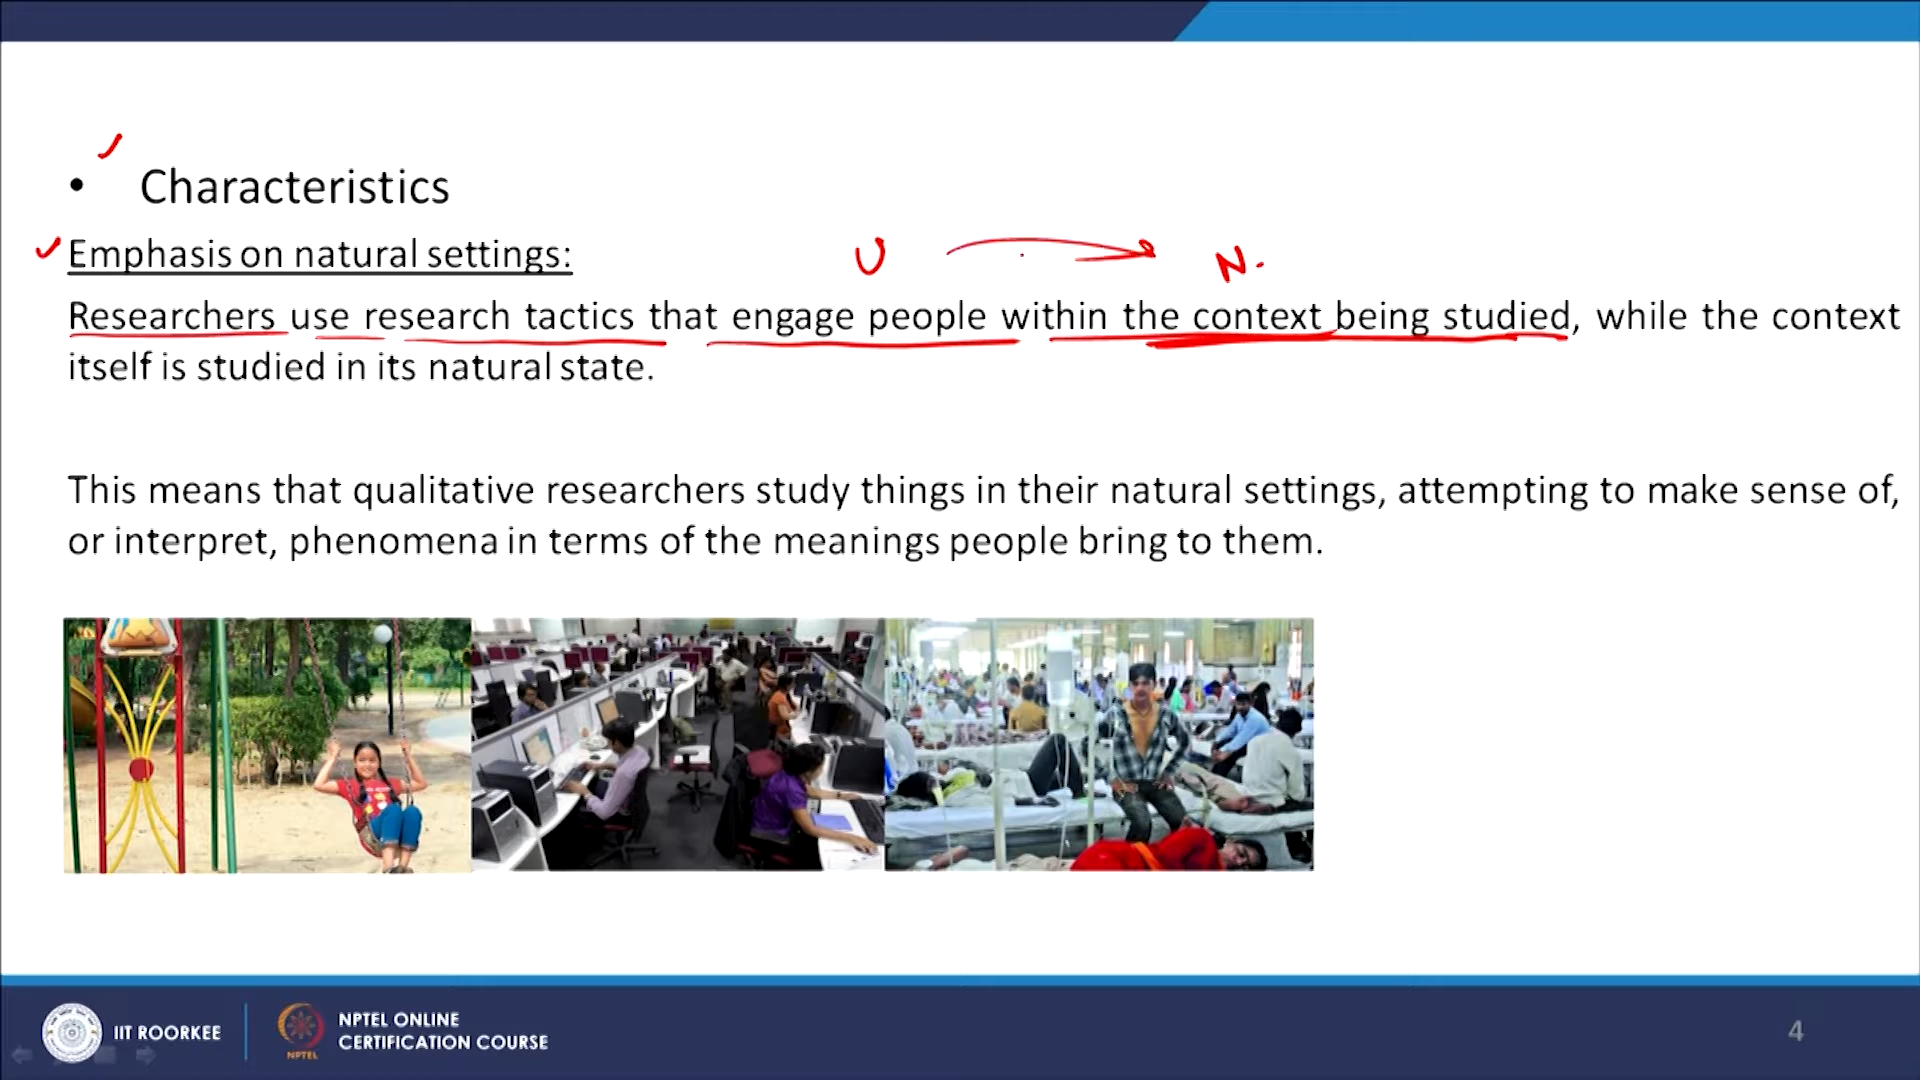 • Characteristics
Emphasis on natural settings:
U N.
Researchers use research tactics that engage people within the context being studied, while the context
itself is studied in its natural state.
This means that qualitative researchers study things in their natural settings, attempting to make sense of,
or interpret, phenomena in terms of the meanings people bring to them.
IIT ROORKEE
NPTEL
NPTEL ONLINE
CERTIFICATION COURSE
4